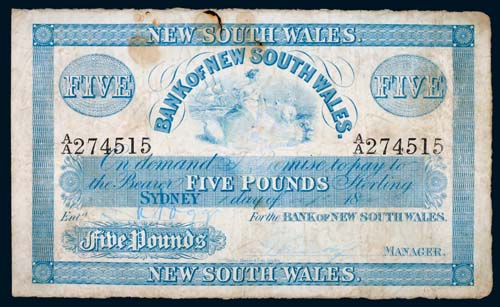 NEW SOUTH WALES.
BANK OF NEW SOUTH WALES.
FIVE FIVE
A/A 274515 A/A 274515
On demand I promise to pay to
the Bearer FIVE POUNDS Sterling
SYDNEY day of 18
Entd. For the BANK OF NEW SOUTH WALES.
Five Pounds
MANAGER.
NEW SOUTH WALES.